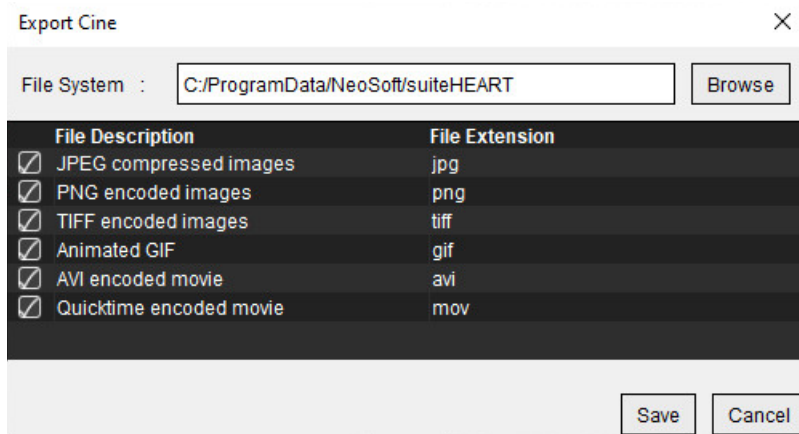 Export Cine
File System : C:/ProgramData/NeoSoft/suiteHEART Browse
File Description File Extension
JPEG compressed images jpg
PNG encoded images png
TIFF encoded images tiff
Animated GIF gif
AVI encoded movie avi
Quicktime encoded movie mov
Save Cancel